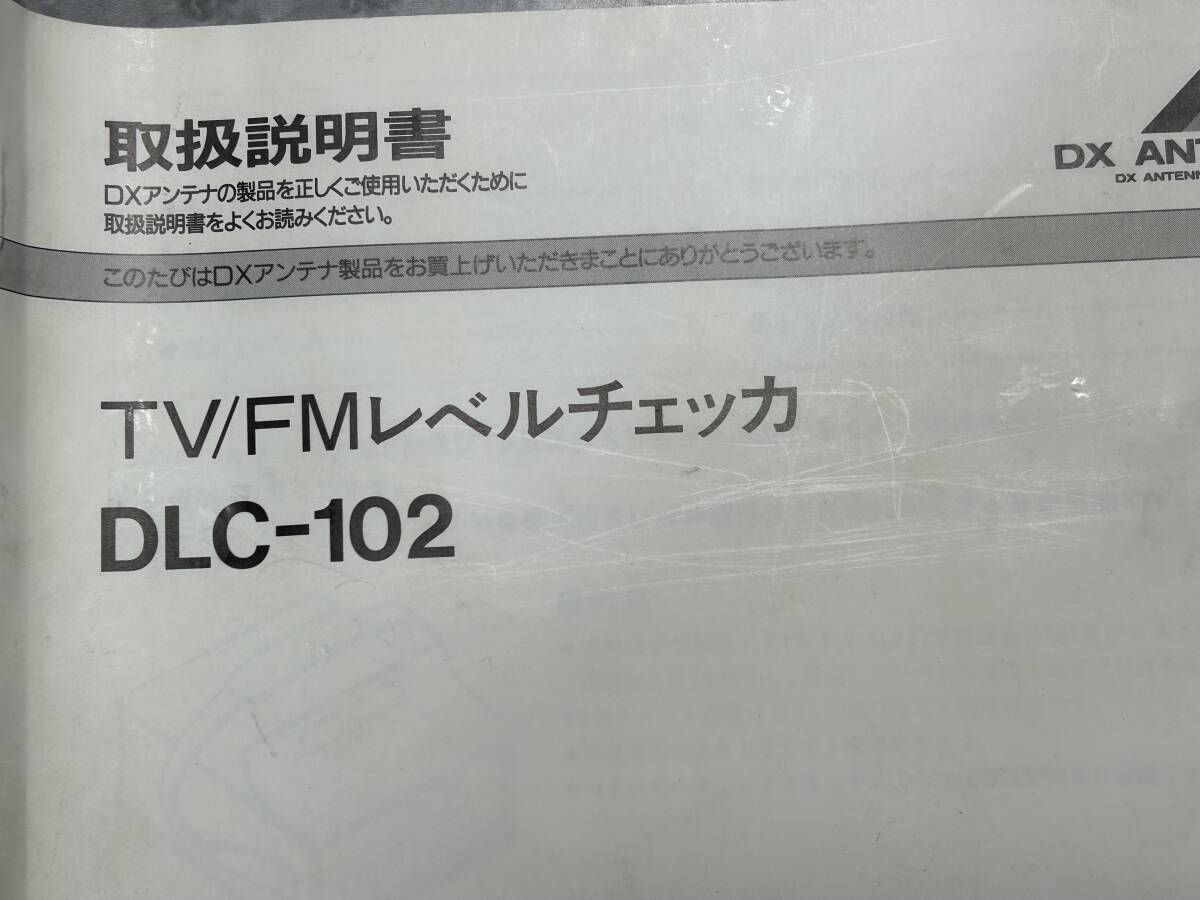 取扱説明書
DXアンテナの製品を正しくご使用いただくために
取扱説明書をよくお読みください。
DX ANT
DX ANTENN
このたびはDXアンテナ製品をお買上げいただきまことにありがとうございます。
TV/FMレベルチェッカ
DLC-102